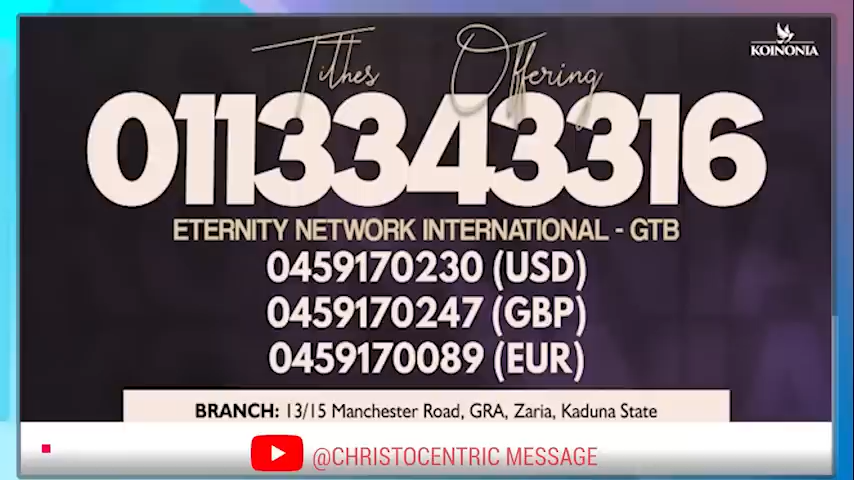 KOINONIA
Tithes Offering
0113343316
ETERNITY NETWORK INTERNATIONAL - GTB
0459170230 (USD)
0459170247 (GBP)
0459170089 (EUR)
BRANCH: 13/15 Manchester Road, GRA, Zaria, Kaduna State
@CHRISTOCENTRIC MESSAGE